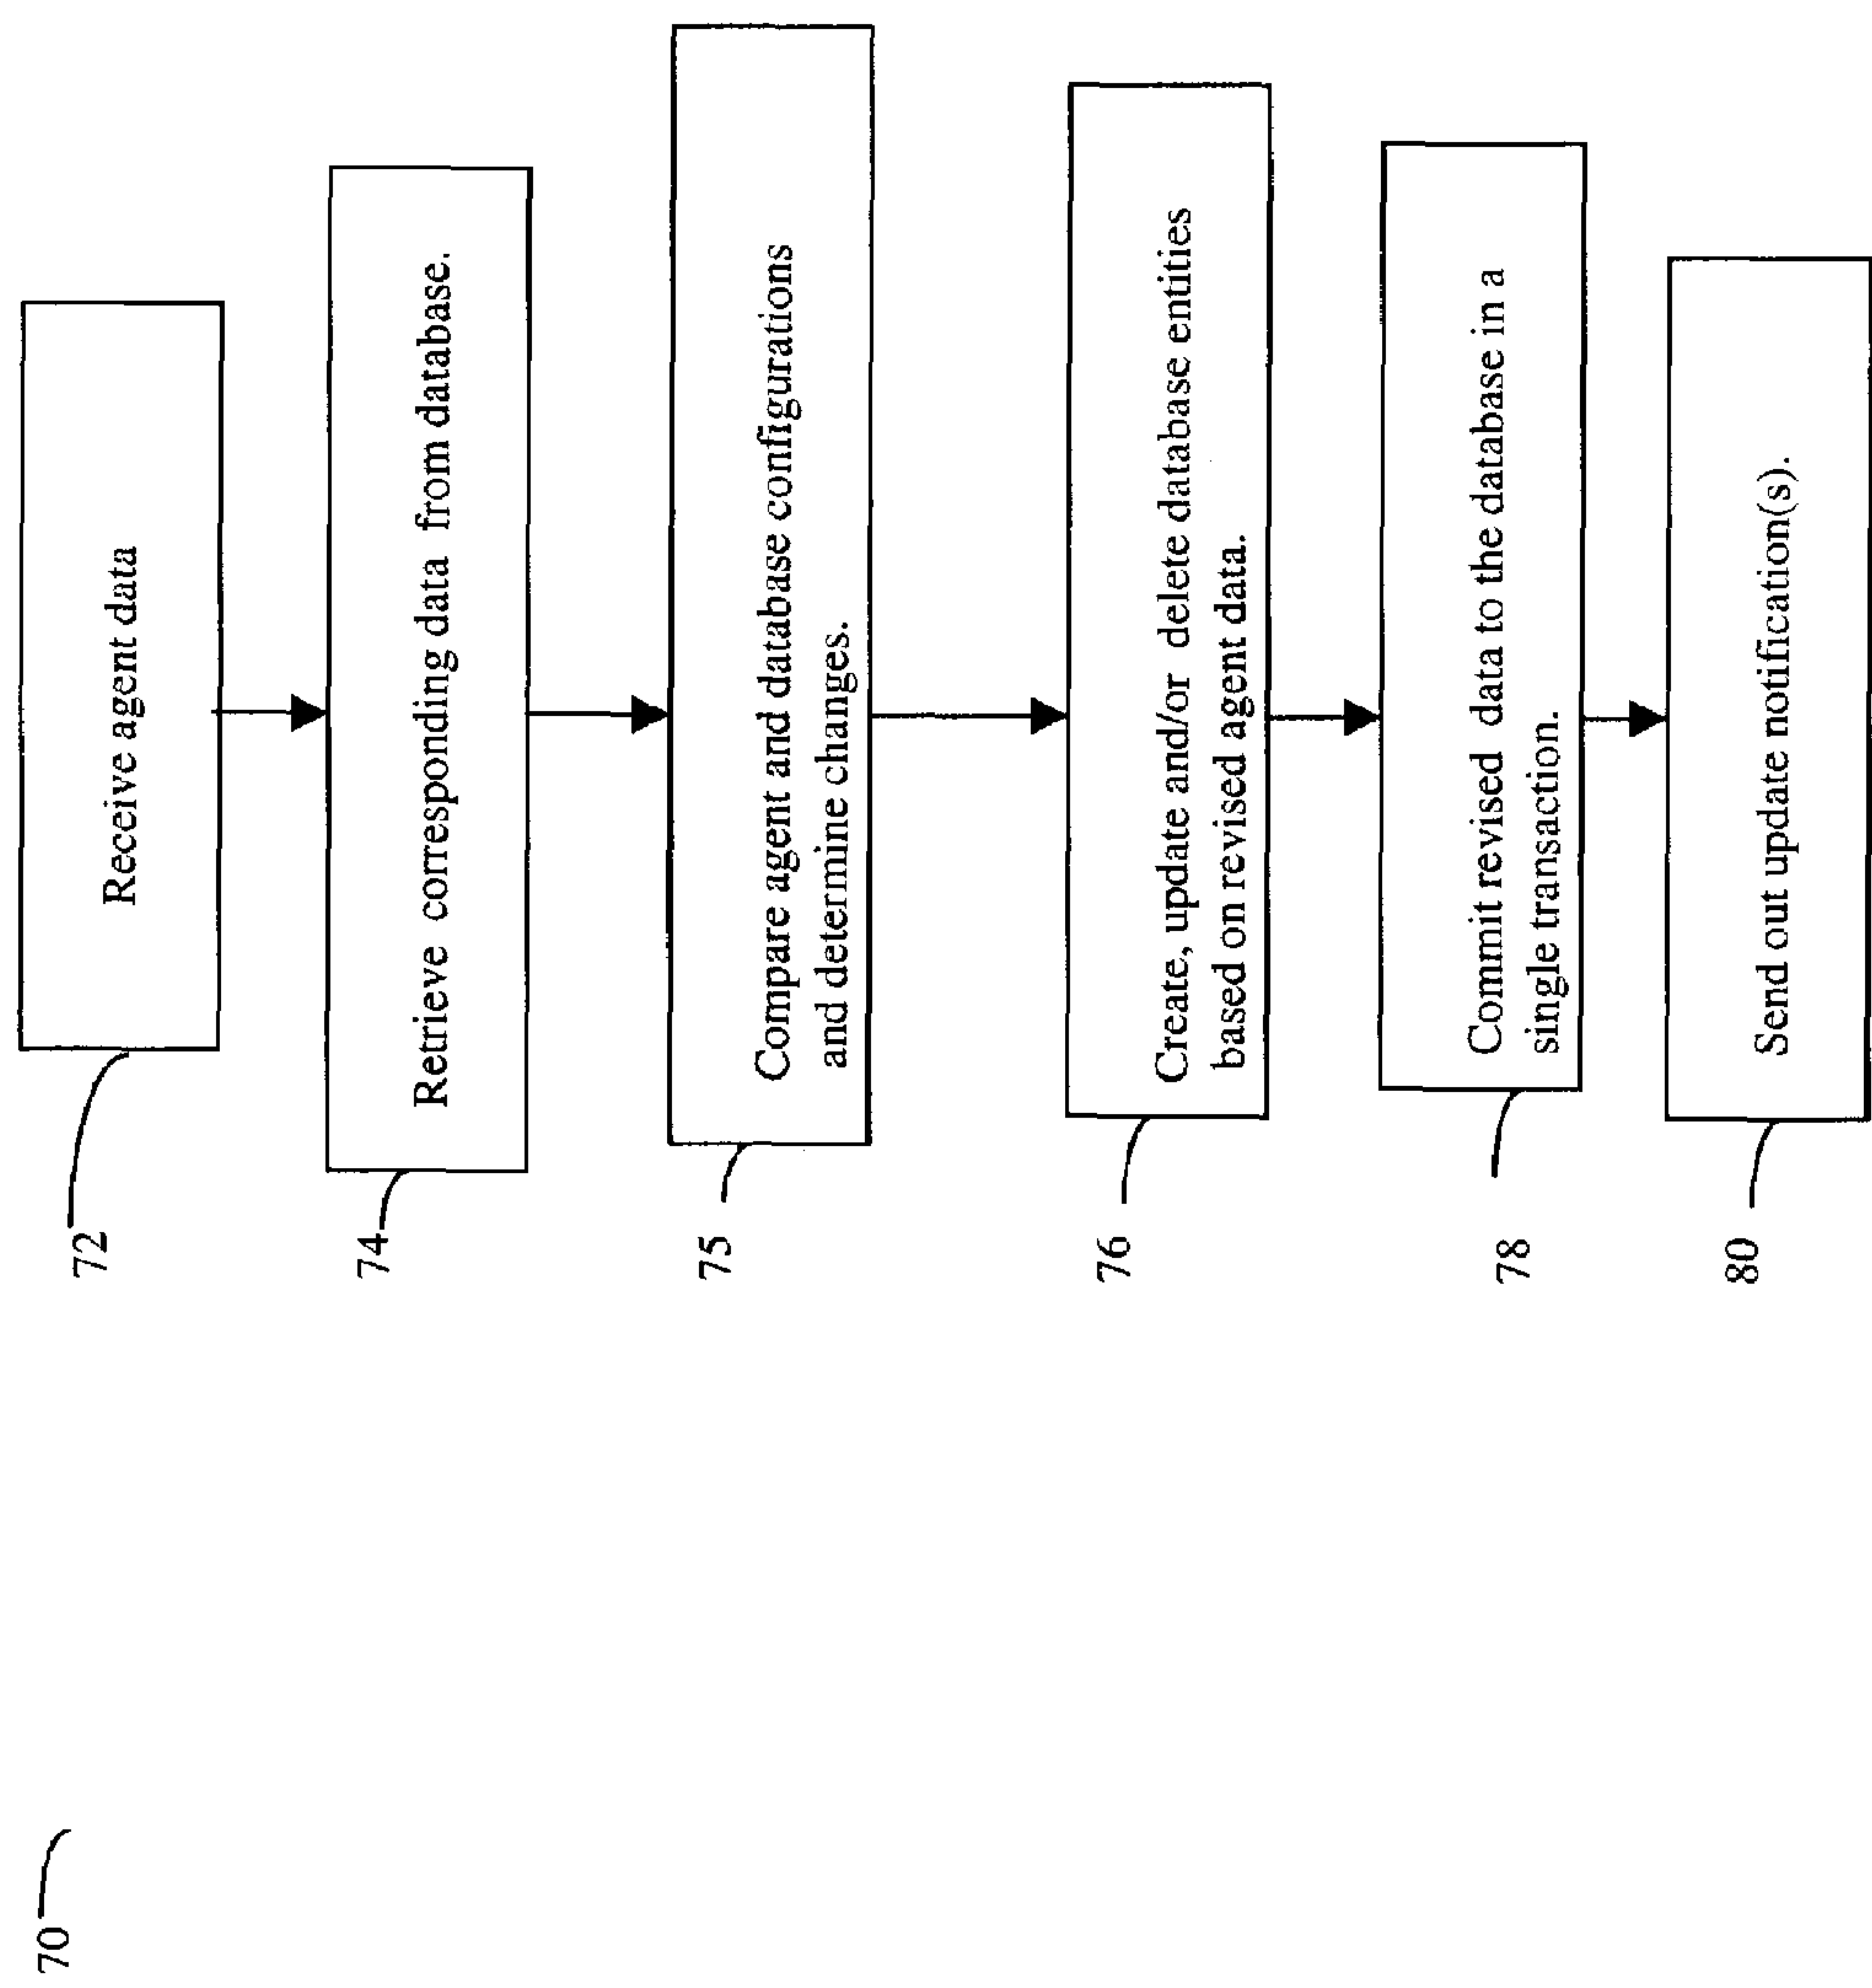 70
72
Receive agent data
74
Retrieve corresponding data from database.
75
Compare agent and database configurations
and determine changes.
76
Create, update and/or delete database entities
based on revised agent data.
78
Commit revised data to the database in a
single transaction.
80
Send out update notification(s).